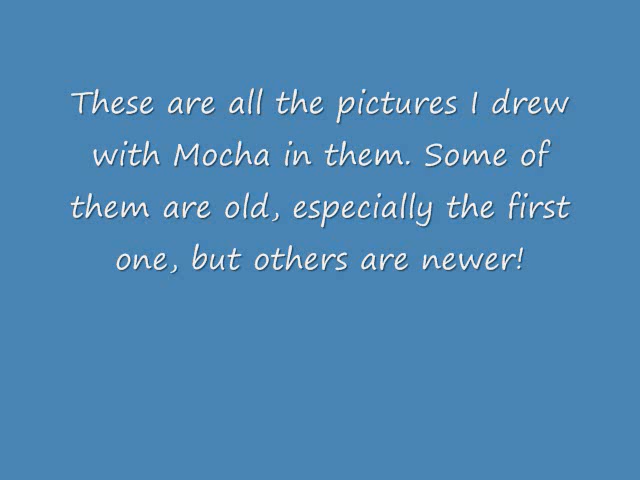 These are all the pictures I drew
with Mocha in them. Some of
them are old, especially the first
one, but others are newer!